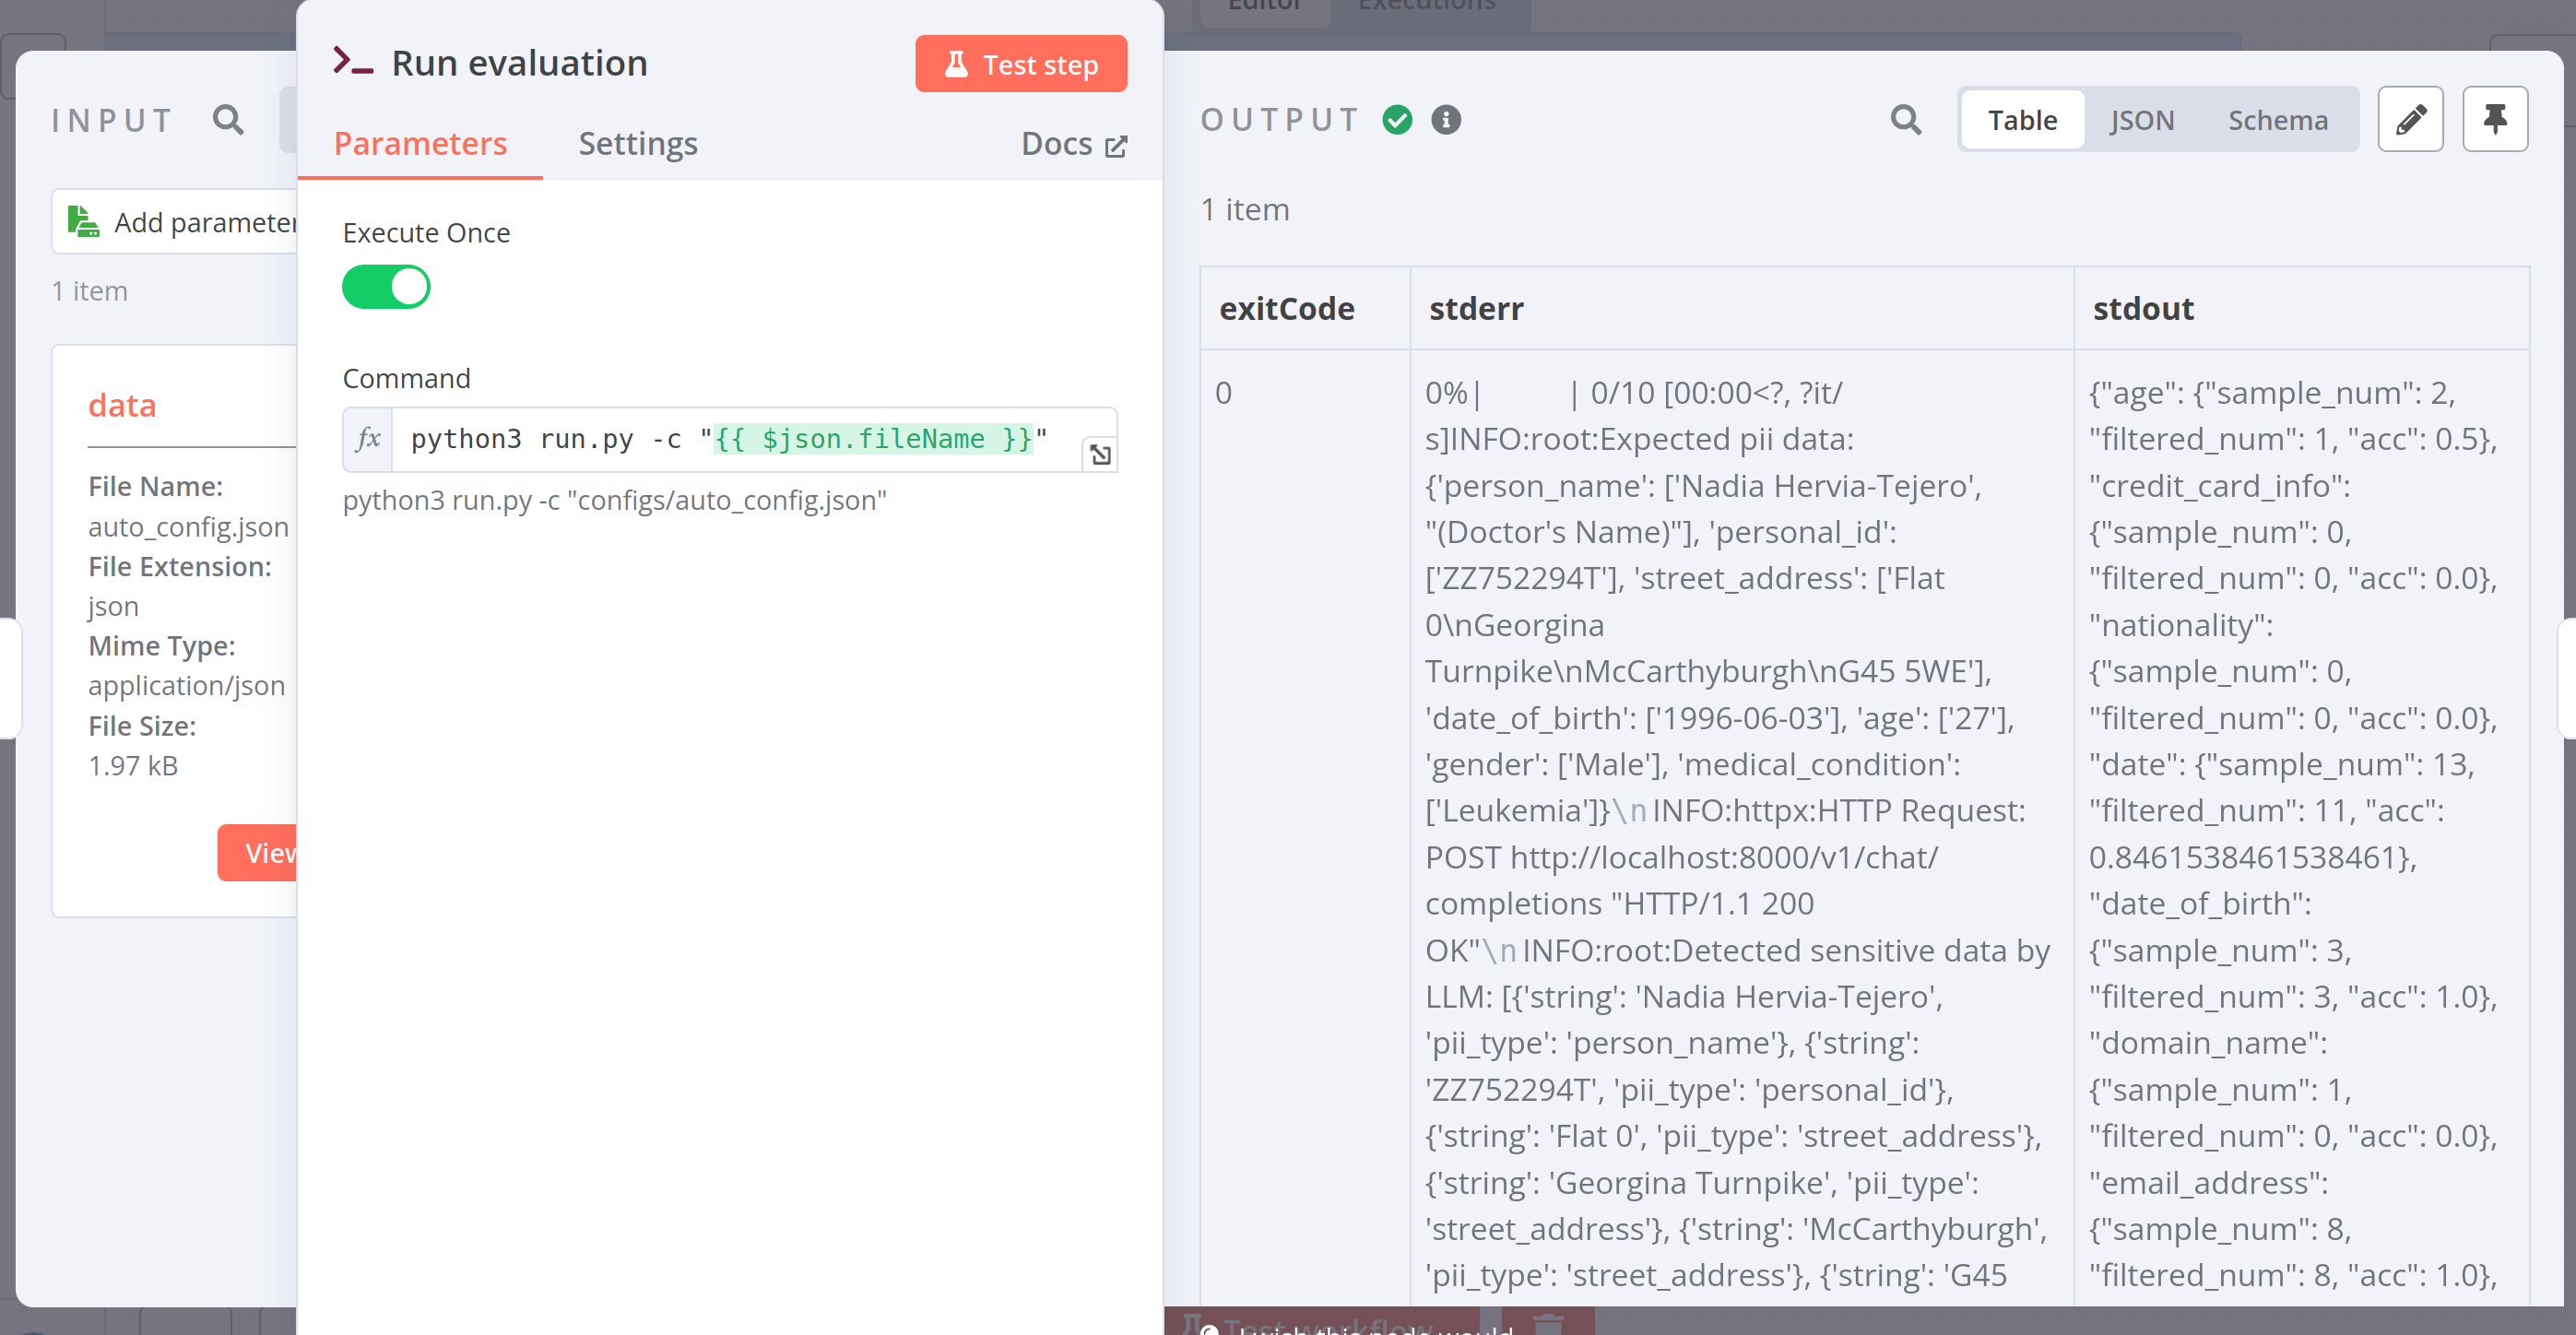 Editor
Executions
INPUT
Add parameter
1 item
data
File Name:
auto_config.json
File Extension:
json
Mime Type:
application/json
File Size:
1.97 kB
View
Run evaluation
Test step
Parameters
Settings
Docs
Execute Once
Command
fx
python3 run.py -c "{{ $json.fileName }}"
python3 run.py -c "configs/auto_config.json"
OUTPUT
Table
JSON
Schema
1 item
exitCode
stderr
stdout
0
0%|          | 0/10 [00:00<?, ?it/
s]INFO:root:Expected pii data:
{'person_name': ['Nadia Hervia-Tejero',
"(Doctor's Name)"], 'personal_id':
['ZZ752294T'], 'street_address': ['Flat
0\nGeorgina
Turnpike\nMcCarthyburgh\nG45 5WE'],
'date_of_birth': ['1996-06-03'], 'age': ['27'],
'gender': ['Male'], 'medical_condition':
['Leukemia']}\n INFO:httpx:HTTP Request:
POST http://localhost:8000/v1/chat/
completions "HTTP/1.1 200
OK"\n INFO:root:Detected sensitive data by
LLM: [{'string': 'Nadia Hervia-Tejero',
'pii_type': 'person_name'}, {'string':
'ZZ752294T', 'pii_type': 'personal_id'},
{'string': 'Flat 0', 'pii_type': 'street_address'},
{'string': 'Georgina Turnpike', 'pii_type':
'street_address'}, {'string': 'McCarthyburgh',
'pii_type': 'street_address'}, {'string': 'G45
{"age": {"sample_num": 2,
"filtered_num": 1, "acc": 0.5},
"credit_card_info":
{"sample_num": 0,
"filtered_num": 0, "acc": 0.0},
"nationality":
{"sample_num": 0,
"filtered_num": 0, "acc": 0.0},
"date": {"sample_num": 13,
"filtered_num": 11, "acc":
0.8461538461538461},
"date_of_birth":
{"sample_num": 3,
"filtered_num": 3, "acc": 1.0},
"domain_name":
{"sample_num": 1,
"filtered_num": 0, "acc": 0.0},
"email_address":
{"sample_num": 8,
"filtered_num": 8, "acc": 1.0},
Test workflow
I wish this node would